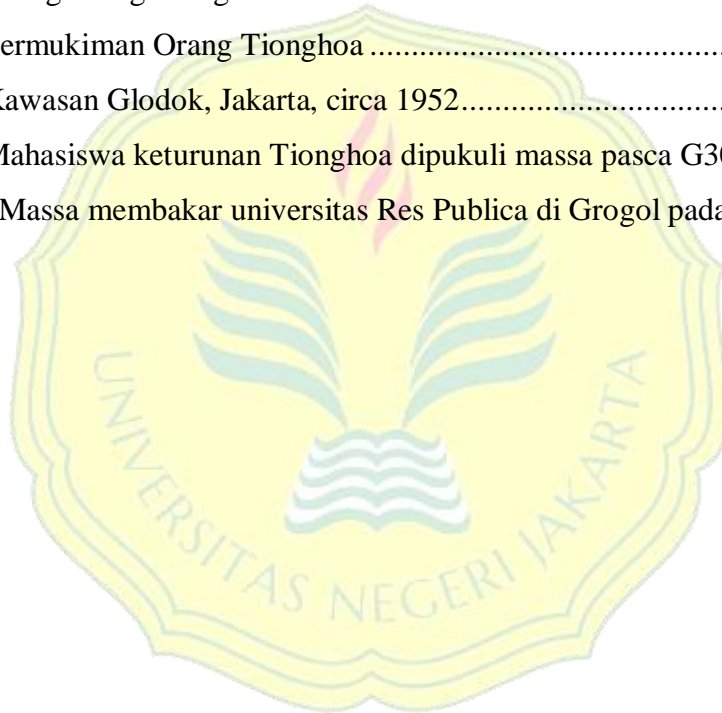 ermukiman Orang Tionghoa ...............................................
Kawasan Glodok, Jakarta, circa 1952....................................
Mahasiswa keturunan Tionghoa dipukuli massa pasca G30
Massa membakar universitas Res Publica di Grogol pada
UNIVERSITAS NEGERI JAKARTA